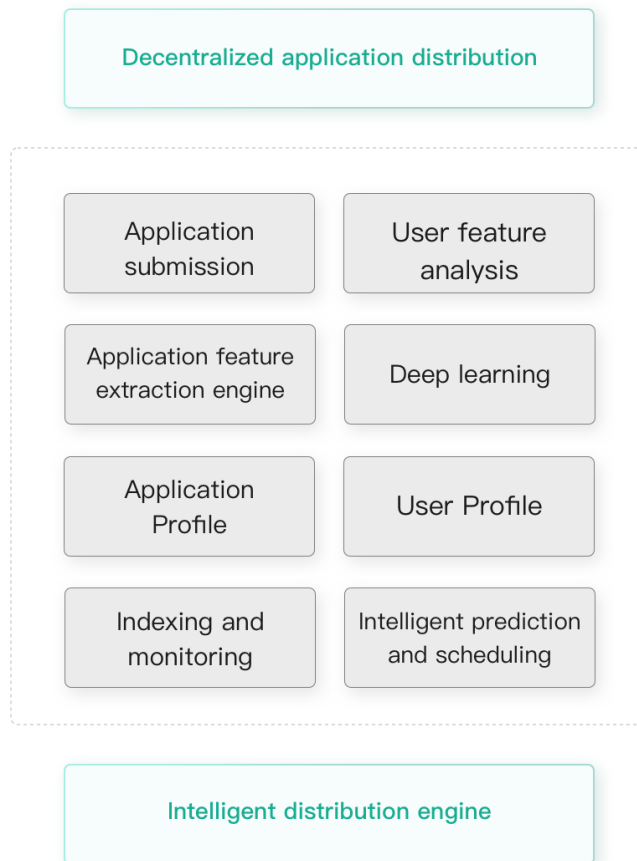 Decentralized application distribution
Application
submission
User feature
analysis
Application feature
extraction engine
Deep learning
Application
Profile
User Profile
Indexing and
monitoring
Intelligent prediction
and scheduling
Intelligent distribution engine